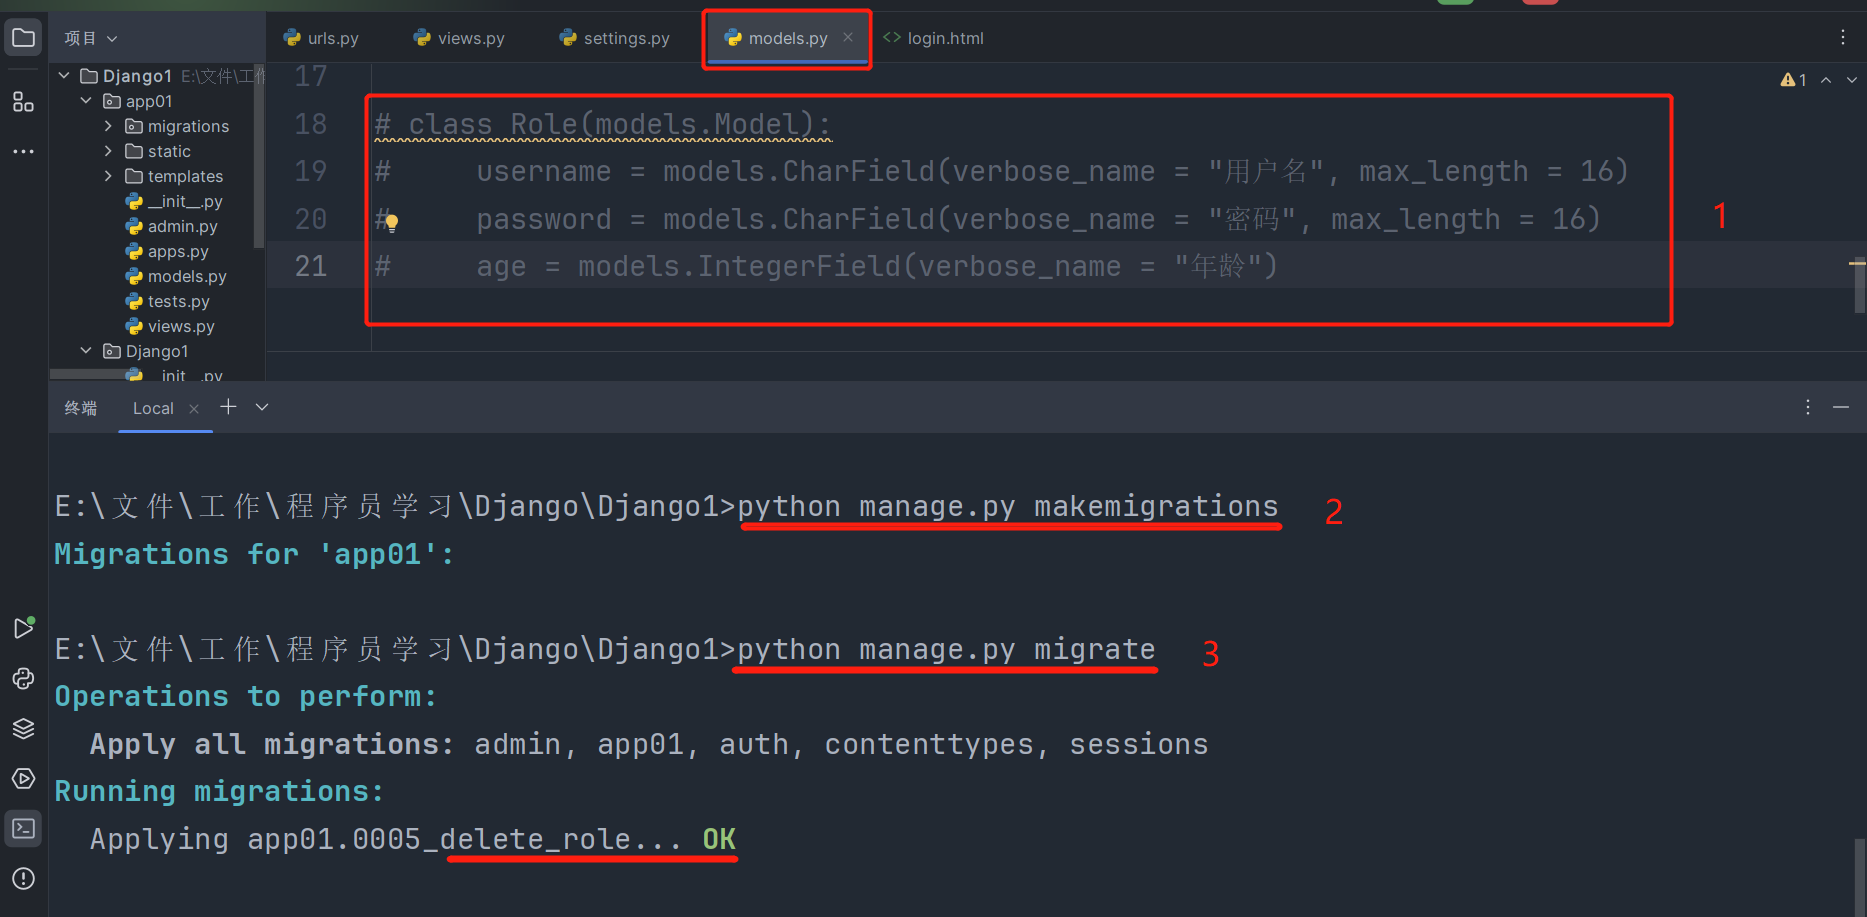 项目
urls.py views.py settings.py models.py × <> login.html
Django1 E:\文件\工作
app01
migrations
static
templates
__init__.py
admin.py
apps.py
models.py
tests.py
views.py
Django1
__init__.py
1
17
18 # class Role(models.Model):
19 #     username = models.CharField(verbose_name = "用户名", max_length = 16)
20 #     password = models.CharField(verbose_name = "密码", max_length = 16)
21 #     age = models.IntegerField(verbose_name = "年龄")
1
终端 Local × +
E:\文件\工作\程序员学习\Django\Django1>python manage.py makemigrations 2
Migrations for 'app01':
E:\文件\工作\程序员学习\Django\Django1>python manage.py migrate 3
Operations to perform:
  Apply all migrations: admin, app01, auth, contenttypes, sessions
Running migrations:
  Applying app01.0005_delete_role... OK